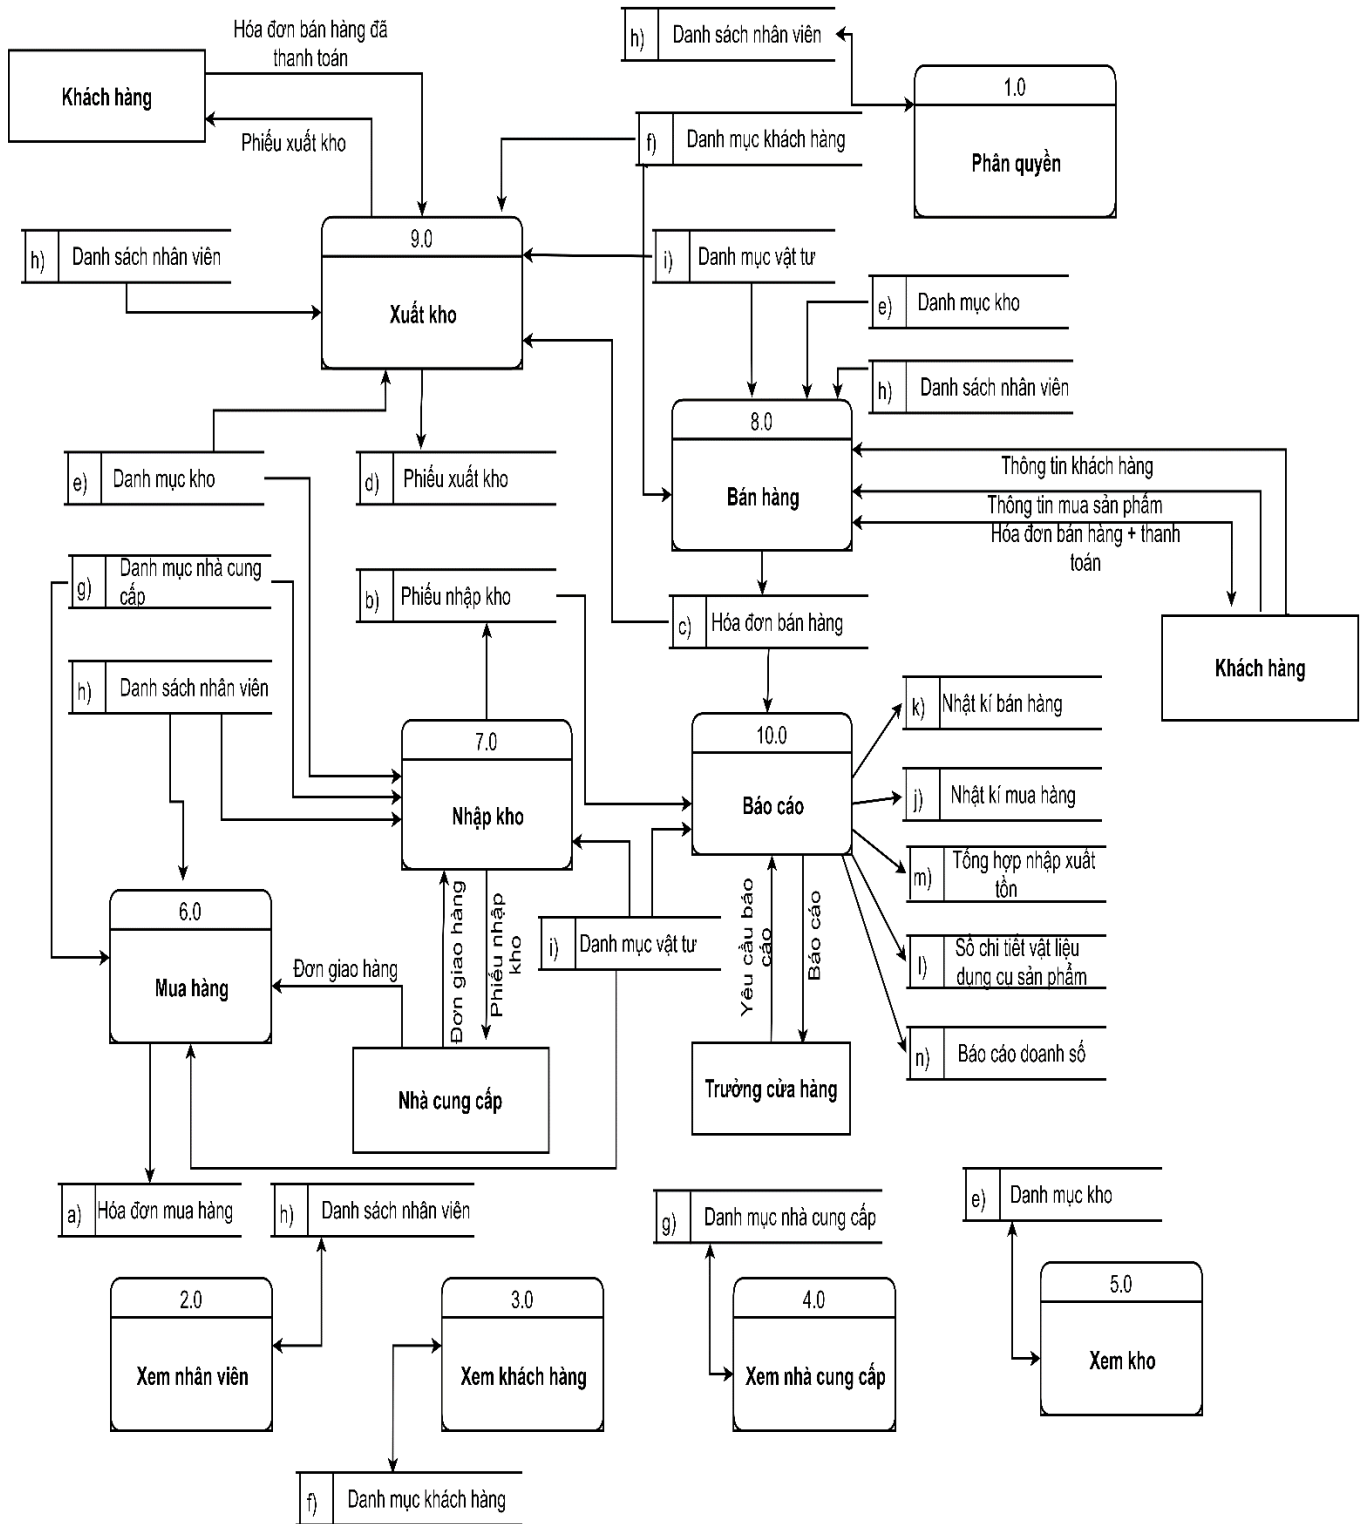 Hóa đơn bán hàng đã
thanh toán
h) Danh sách nhân viên
Khách hàng
1.0
Phân quyền
Phiếu xuất kho
f) Danh mục khách hàng
9.0
Xuất kho
h) Danh sách nhân viên
i) Danh mục vật tư
e) Danh mục kho
h) Danh sách nhân viên
8.0
Bán hàng
Thông tin khách hàng
Thông tin mua sản phẩm
Hóa đơn bán hàng + thanh
toán
e) Danh mục kho
d) Phiếu xuất kho
g) Danh mục nhà cung
cấp
b) Phiếu nhập kho
c) Hóa đơn bán hàng
Khách hàng
h) Danh sách nhân viên
7.0
Nhập kho
10.0
Báo cáo
k) Nhật kí bán hàng
j) Nhật kí mua hàng
m) Tổng hợp nhập xuất
tồn
l) Sổ chi tiết vật liệu
dụng cụ sản phẩm
n) Báo cáo doanh số
6.0
Mua hàng
Đơn giao hàng
Đơn giao hàng
Phiếu nhập
kho
i) Danh mục vật tư
Yêu cầu báo
cáo
Báo cáo
Nhà cung cấp
Trưởng cửa hàng
a) Hóa đơn mua hàng
h) Danh sách nhân viên
g) Danh mục nhà cung cấp
e) Danh mục kho
2.0
Xem nhân viên
3.0
Xem khách hàng
4.0
Xem nhà cung cấp
5.0
Xem kho
f) Danh mục khách hàng